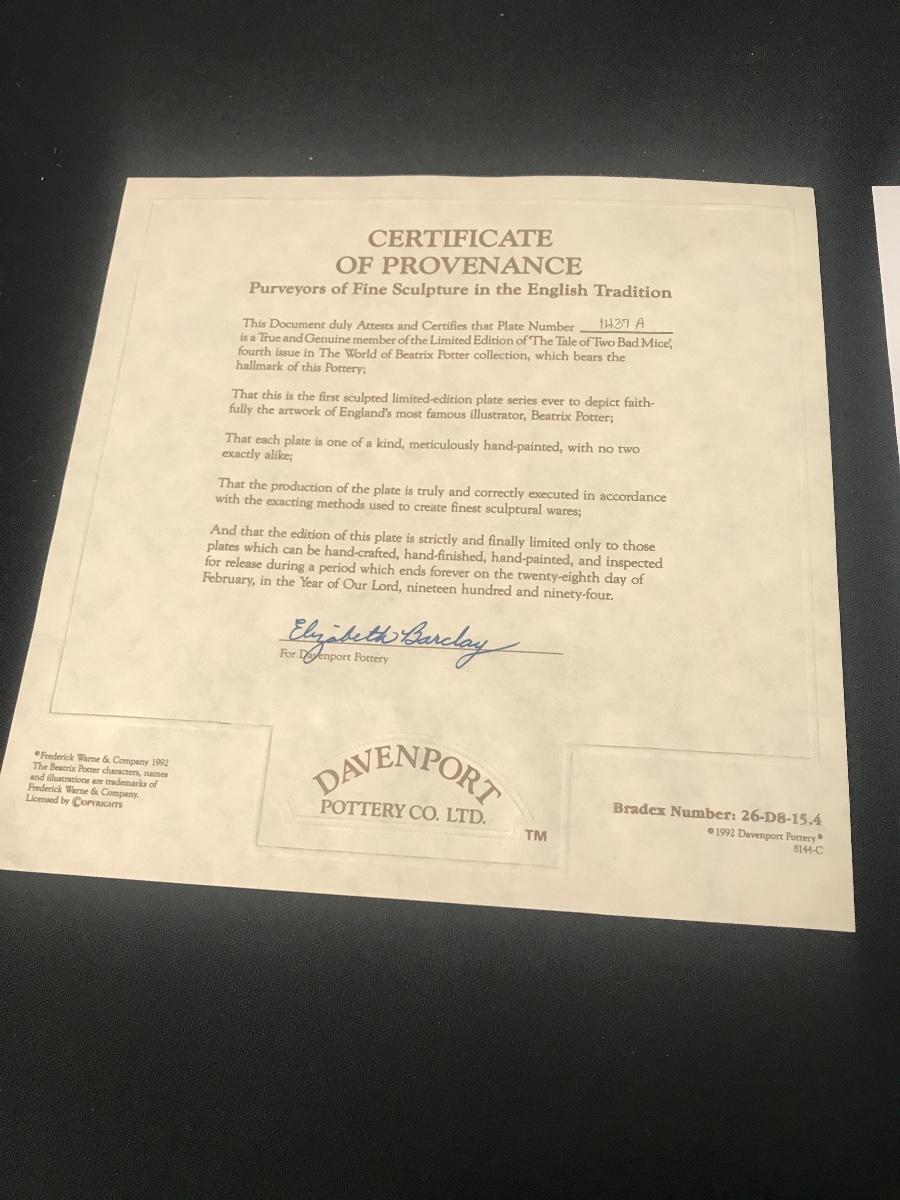 CERTIFICATE
OF PROVENANCE
Purveyors of Fine Sculpture in the English Tradition
This Document duly Attests and Certifies that Plate Number 1437 A
is a True and Genuine member of the Limited Edition of 'The Tale of Two Bad Mice',
fourth issue in The World of Beatrix Potter collection, which bears the
hallmark of this Pottery;
That this is the first sculpted limited-edition plate series ever to depict faith-
fully the artwork of England's most famous illustrator, Beatrix Potter;
That each plate is one of a kind, meticulously hand-painted, with no two
exactly alike;
That the production of the plate is truly and correctly executed in accordance
with the exacting methods used to create finest sculptural wares;
And that the edition of this plate is strictly and finally limited only to those
plates which can be hand-crafted, hand-finished, hand-painted, and inspected
for release during a period which ends forever on the twenty-eighth day of
February, in the Year of Our Lord, nineteen hundred and ninety-four.
Elizabeth Barclay
For Davenport Pottery
©Frederick Warne & Company 1992
The Beatrix Potter characters, names
and illustrations are trademarks of
Frederick Warne & Company.
Licensed by ©OPYRIGHTS
DAVENPORT
POTTERY CO. LTD.
TM
Bradex Number: 26-D8-15.4
©1992 Davenport Pottery®
8144-C